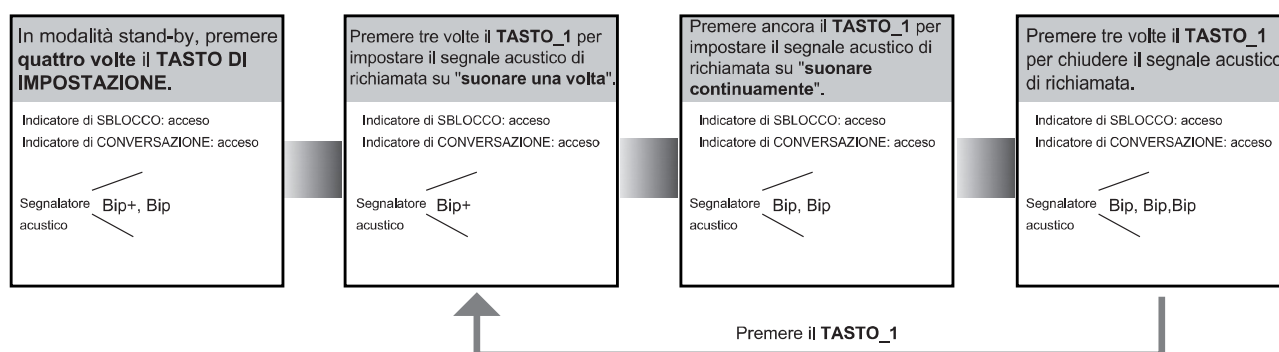 In modalità stand-by, premere
quattro volte il TASTO DI
IMPOSTAZIONE.
Indicatore di SBLOCCO: acceso
Indicatore di CONVERSAZIONE: acceso
Segnalatore Bip+, Bip
acustico
Premere tre volte il TASTO_1 per
impostare il segnale acustico di
richiamata su "suonare una volta".
Indicatore di SBLOCCO: acceso
Indicatore di CONVERSAZIONE: acceso
Segnalatore Bip+
acustico
Premere ancora il TASTO_1 per
impostare il segnale acustico di
richiamata su "suonare
continuamente".
Indicatore di SBLOCCO: acceso
Indicatore di CONVERSAZIONE: acceso
Segnalatore Bip, Bip
acustico
Premere tre volte il TASTO_1
per chiudere il segnale acustico
di richiamata.
Indicatore di SBLOCCO: acceso
Indicatore di CONVERSAZIONE: acceso
Segnalatore Bip, Bip,Bip
acustico
Premere il TASTO_1